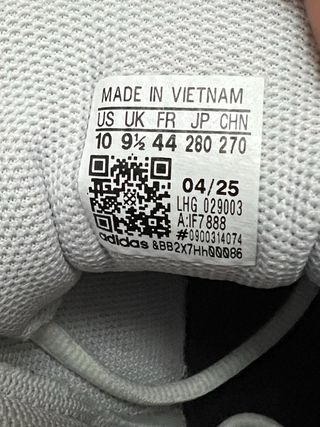 MADE IN VIETNAM
US UK FR JP CHN
10 9½ 44 280 270
04/25
LHG 029003
A:IF7888
#0900314074
adidas &BB2X7Hh00086